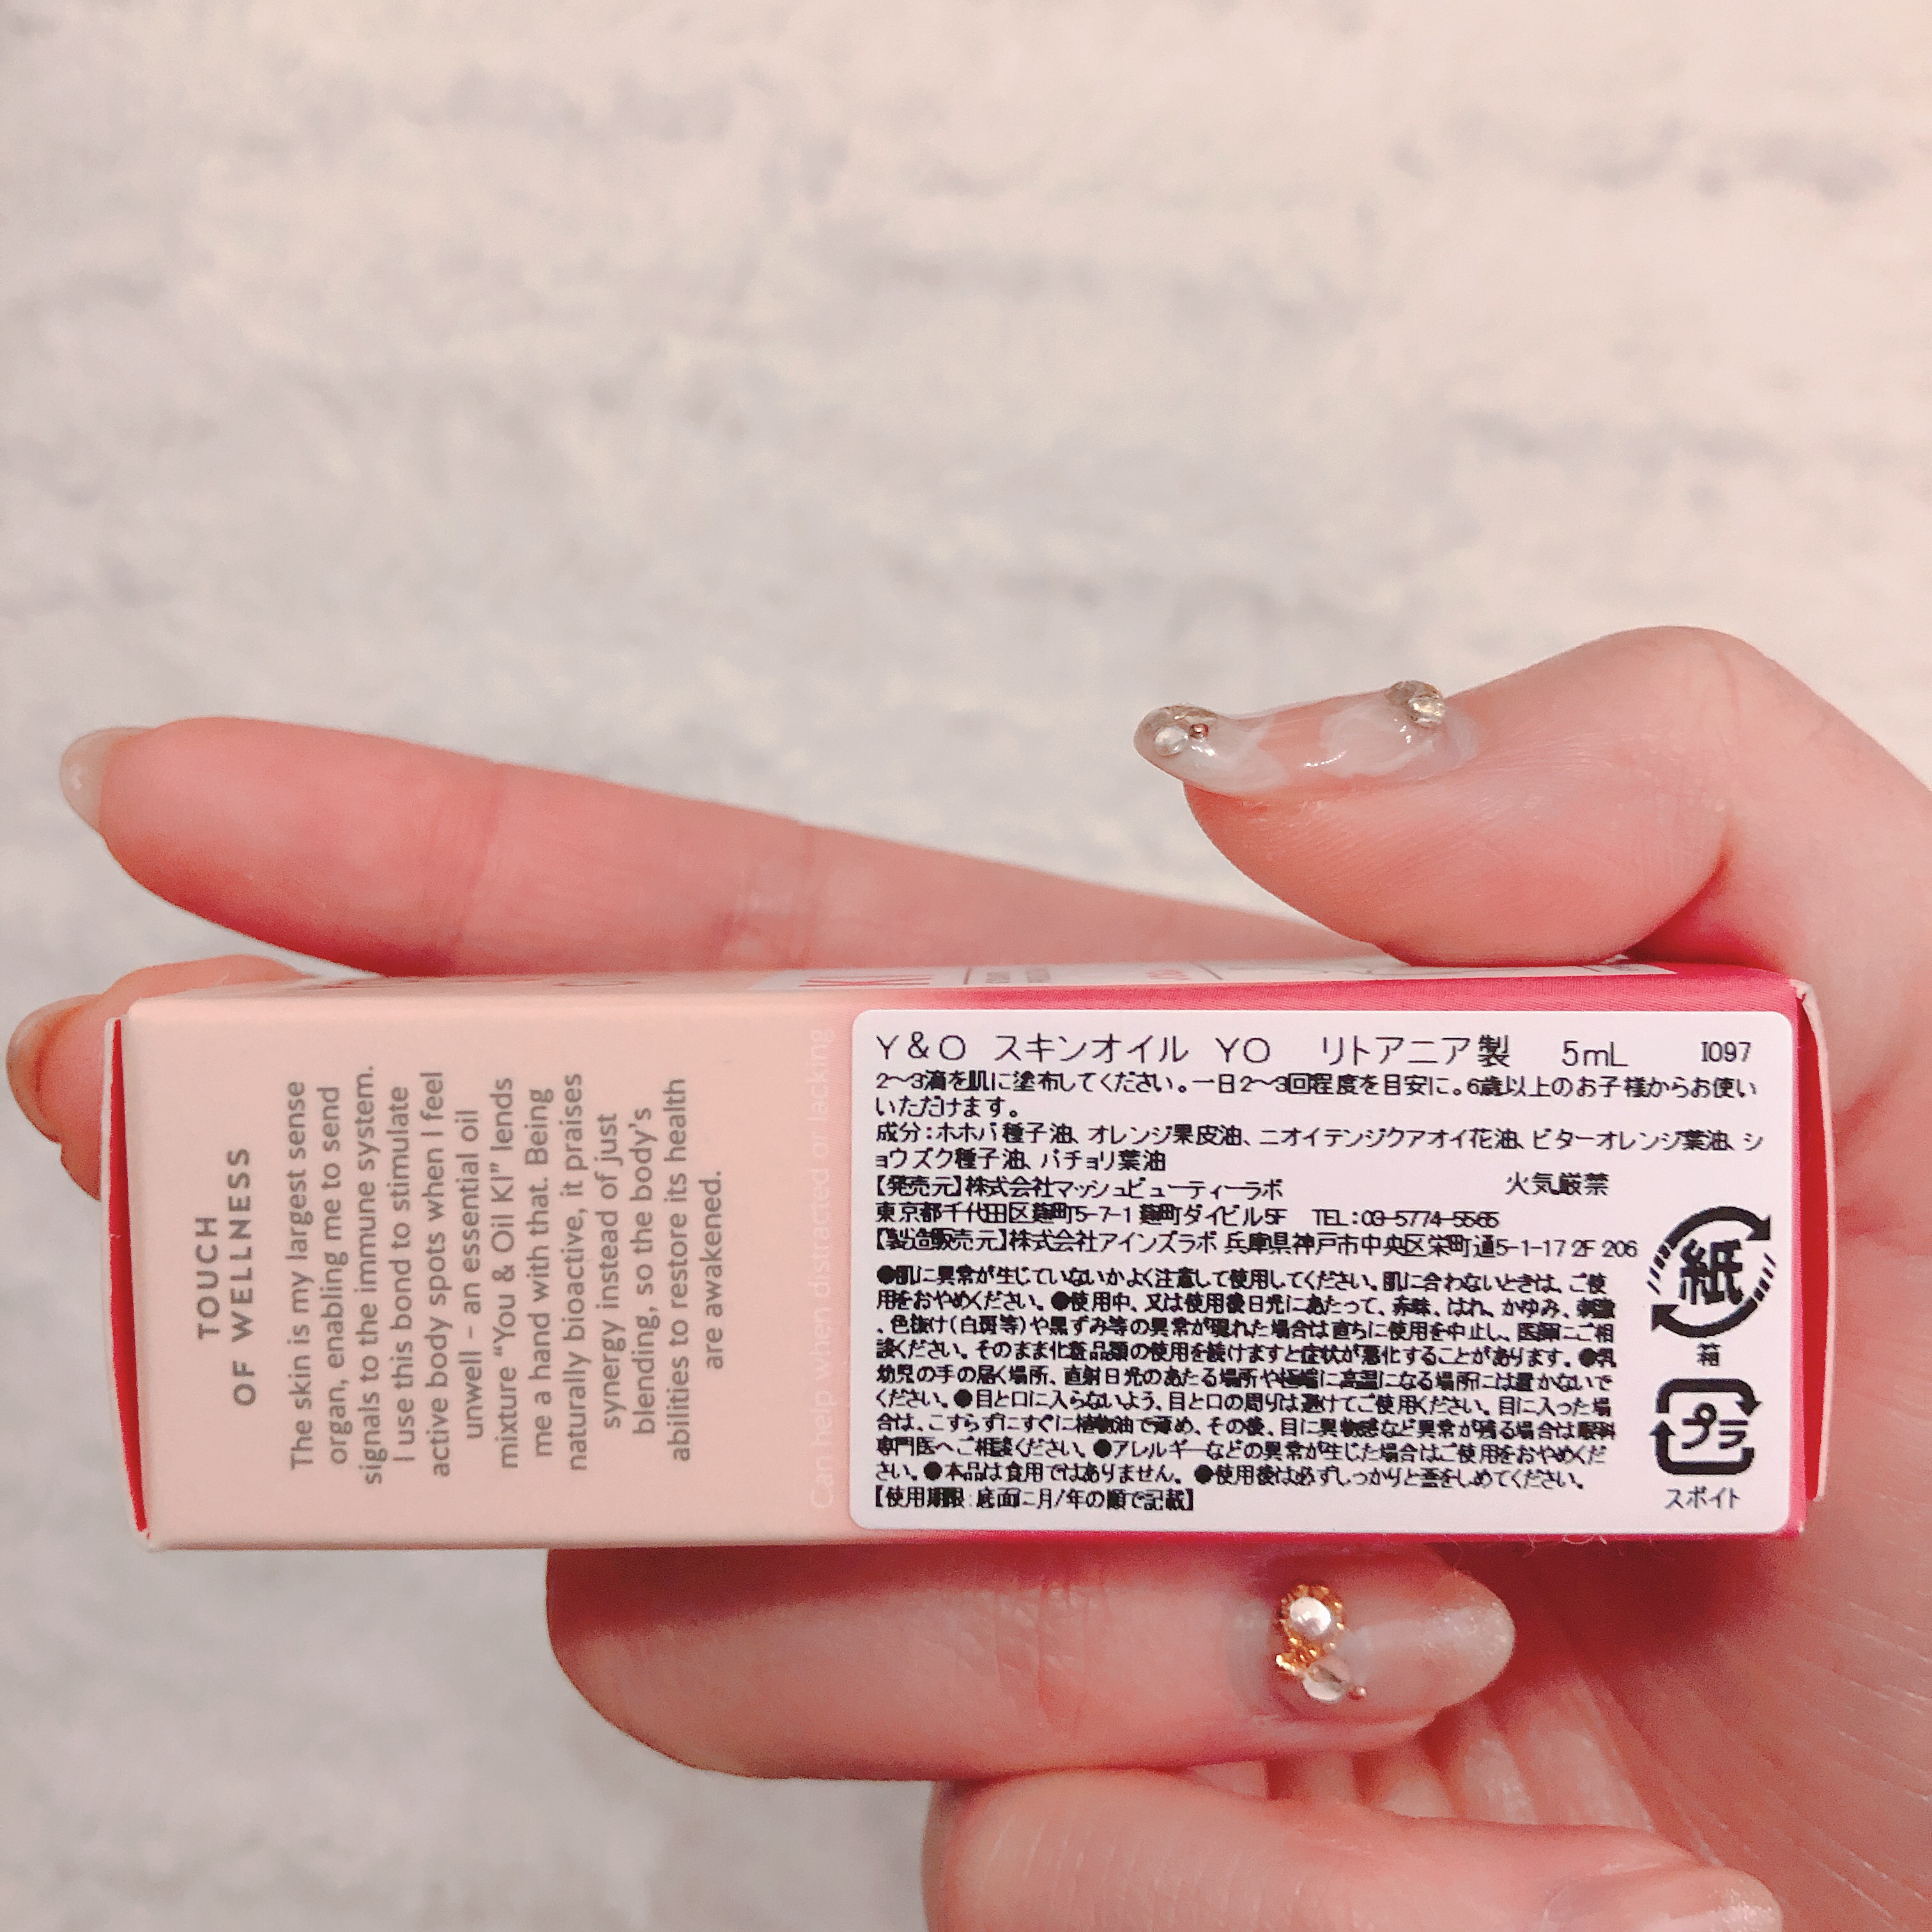 TOUCH
OF WELLNESS
The skin is my largest sense
organ, enabling me to send
signals to the immune system.
I use this bond to stimulate
active body spots when I feel
unwell – an essential oil
mixture “You & Oil KI” lends
me a hand with that. Being
naturally bioactive, it praises
synergy instead of just
blending, so the body’s
abilities to restore its health
are awakened.
Can help when distracted or lacking
Y&O スキンオイル YO リトアニア製 5mL I097
2〜3滴を肌に塗布してください。一日2〜3回程度を目安に。6歳以上のお子様からお使い
いただけます。
成分:ホホバ種子油、オレンジ果皮油、ニオイテンジクアオイ花油、ビターオレンジ葉油、シ
ョウズク種子油、パチョリ葉油
【発売元】株式会社マッシュビューティーラボ 火気厳禁
東京都千代田区麹町5-7-1 麹町ダイビル5F TEL:03-5774-5565
【製造販売元】株式会社アインズラボ 兵庫県神戸市中央区栄町通5-1-17 2F 206
●肌に異常が生じていないかよく注意して使用してください。肌に合わないときは、ご使
用をおやめください。●使用中、又は使用後日光にあたって、赤味、はれ、かゆみ、刺激
、色抜け(白斑等)や黒ずみ等の異常が現れた場合は直ちに使用を中止し、医師にご相
談ください。そのまま化粧品類の使用を続けますと症状が悪化することがあります。●乳
幼児の手の届く場所、直射日光のあたる場所や極端に高温になる場所には置かないで
ください。●目と口に入らないよう、目と口の周りは避けてご使用ください。目に入った場
合は、こすらずにすぐに植物油で薄め、その後、目に異物感など異常が残る場合は眼科
専門医へご相談ください。●アレルギーなどの異常が生じた場合はご使用をおやめくだ
さい。●本品は食用ではありません。●使用後は必ずしっかりと蓋をしめてください。
【使用期限:底面に月/年の順で記載】
紙
箱
プラ
スポイト